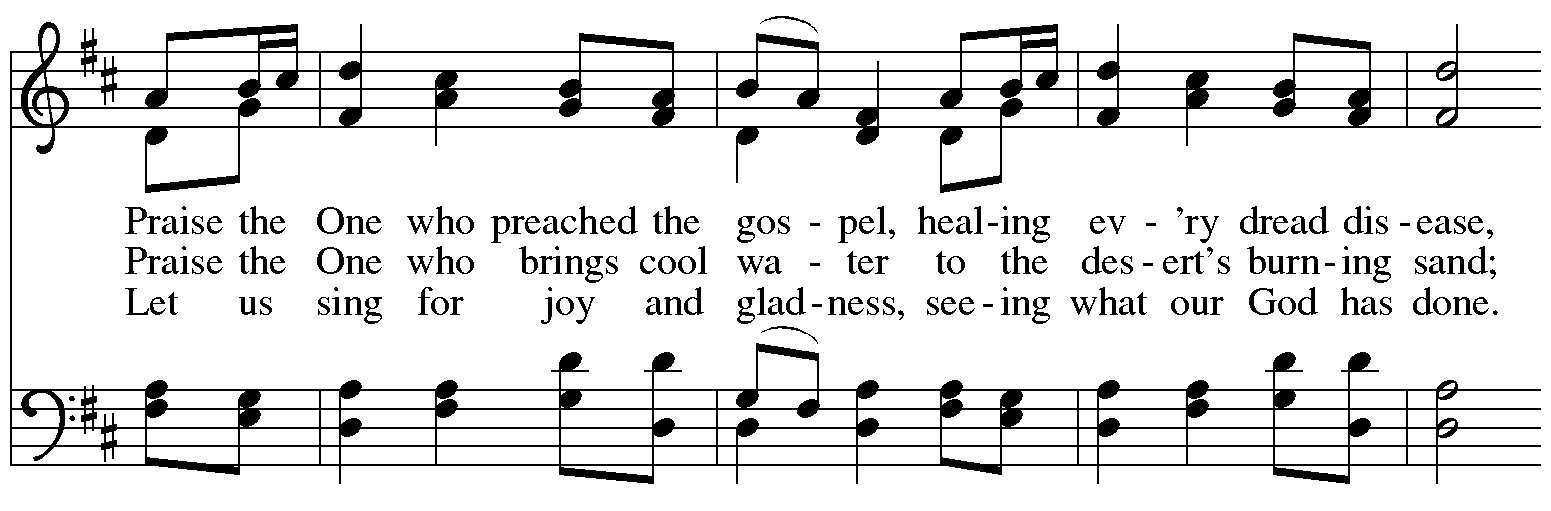 Praise the One who preached the gos - pel, heal-ing ev - ’ry dread dis-ease,
Praise the One who brings cool wa - ter to the des-ert’s burn-ing sand;
Let us sing for joy and glad-ness, see-ing what our God has done.